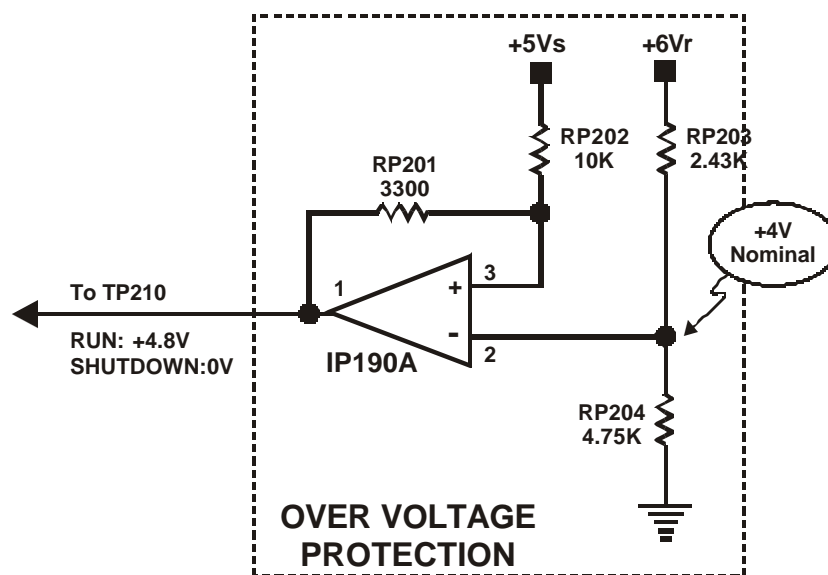 +5Vs
+6Vr
RP202
10K
RP203
2.43K
RP201
3300
+4V
Nominal
To TP210
1
3
+
-
2
RUN: +4.8V
SHUTDOWN:0V
IP190A
RP204
4.75K
OVER VOLTAGE
PROTECTION